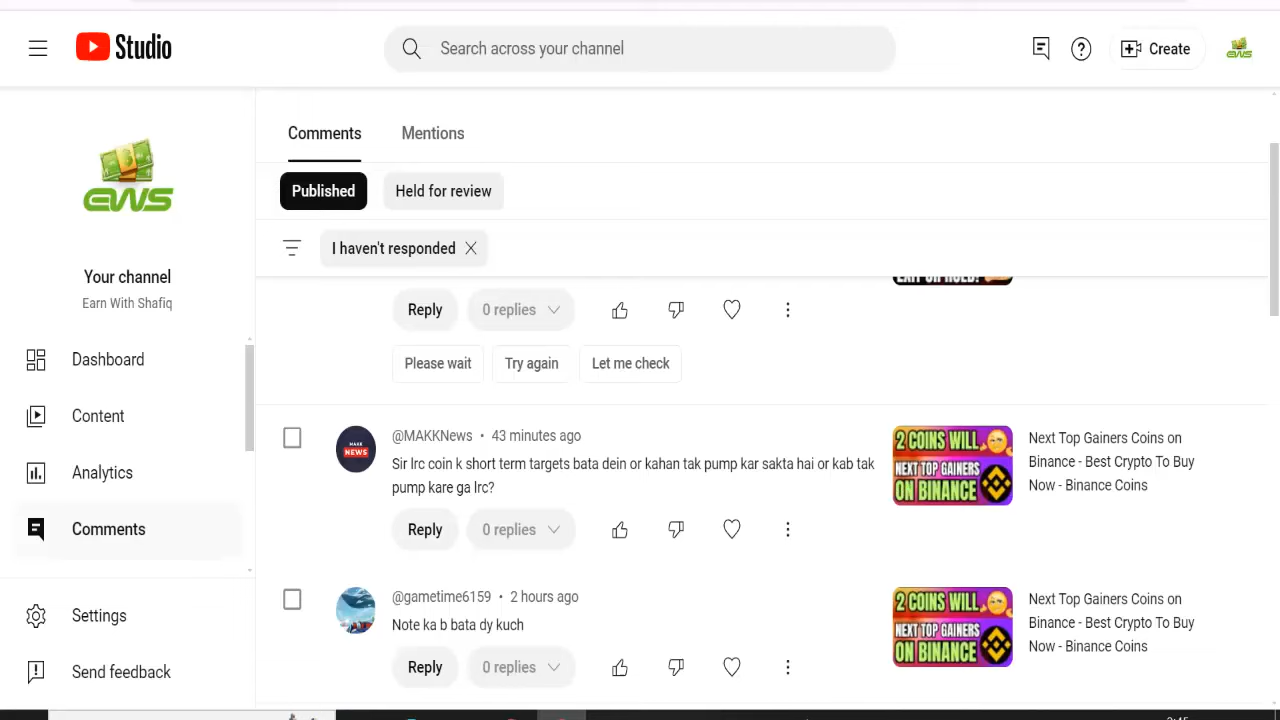 Studio
Search across your channel
Create
EWS
Your channel
Earn With Shafiq
Dashboard
Content
Analytics
Comments
Settings
Send feedback
Comments
Mentions
Published
Held for review
I haven't responded
Reply
0 replies
Please wait
Try again
Let me check
MAKK
NEWS
@MAKKNews • 43 minutes ago
Sir lrc coin k short term targets bata dein or kahan tak pump kar sakta hai or kab tak
pump kare ga lrc?
Reply
0 replies
2 COINS WILL
NEXT TOP GAINERS
ON BINANCE
Next Top Gainers Coins on
Binance - Best Crypto To Buy
Now - Binance Coins
@gametime6159 • 2 hours ago
Note ka b bata dy kuch
Reply
0 replies
2 COINS WILL
NEXT TOP GAINERS
ON BINANCE
Next Top Gainers Coins on
Binance - Best Crypto To Buy
Now - Binance Coins